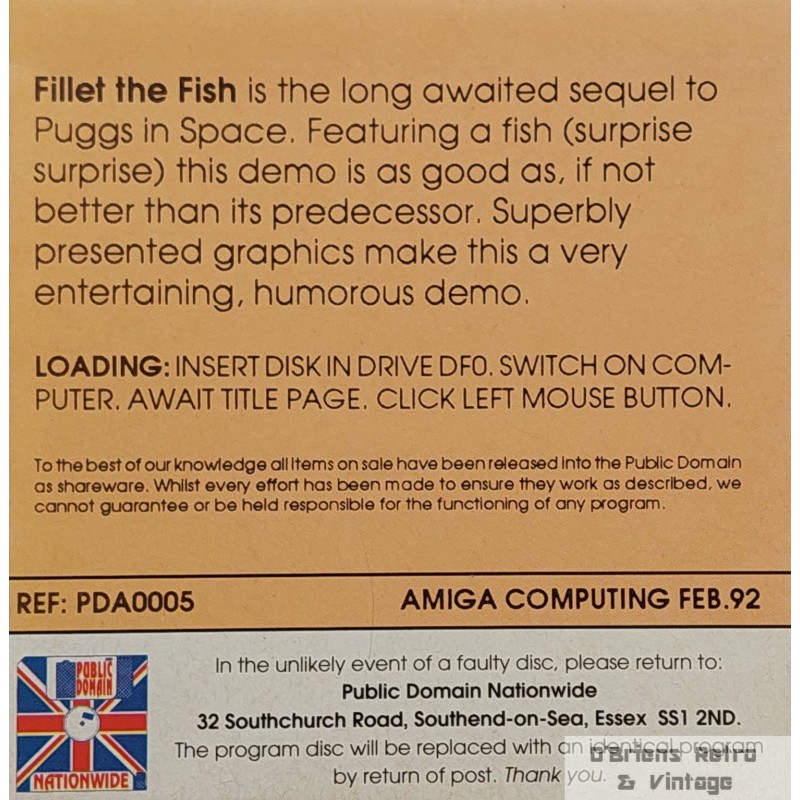 Fillet the Fish is the long awaited sequel to
Puggs in Space. Featuring a fish (surprise
surprise) this demo is as good as, if not
better than its predecessor. Superbly
presented graphics make this a very
entertaining, humorous demo.
LOADING: INSERT DISK IN DRIVE DF0. SWITCH ON COM-
PUTER. AWAIT TITLE PAGE. CLICK LEFT MOUSE BUTTON.
To the best of our knowledge all items on sale have been released into the Public Domain
as shareware. Whilst every effort has been made to ensure they work as described, we
cannot guarantee or be held responsible for the functioning of any program.
REF: PDA0005
AMIGA COMPUTING FEB.92
PUBLIC
DOMAIN
NATIONWIDE
In the unlikely event of a faulty disc, please return to:
Public Domain Nationwide
32 Southchurch Road, Southend-on-Sea, Essex SS1 2ND.
The program disc will be replaced with an identical program
by return of post. Thank you.
O'Briens Retro
& Vintage